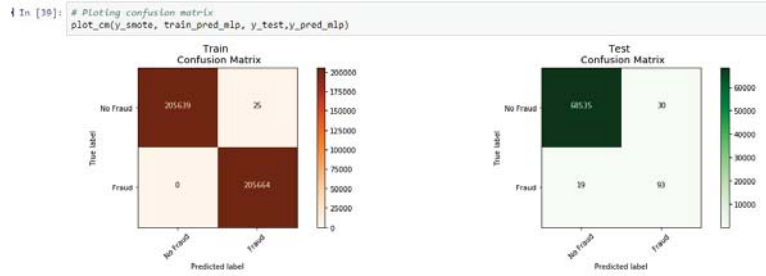 In [39]: # Ploting confusion matrix
plot_cm(y_smote, train_pred_mlp, y_test,y_pred_mlp)
Train
Confusion Matrix
No Fraud
205639
25
Fraud
0
205664
True label
No Fraud
Fraud
Predicted label
200000
175000
150000
125000
100000
75000
50000
25000
0
Test
Confusion Matrix
No Fraud
68535
30
Fraud
19
93
True label
No Fraud
Fraud
Predicted label
60000
50000
40000
30000
20000
10000